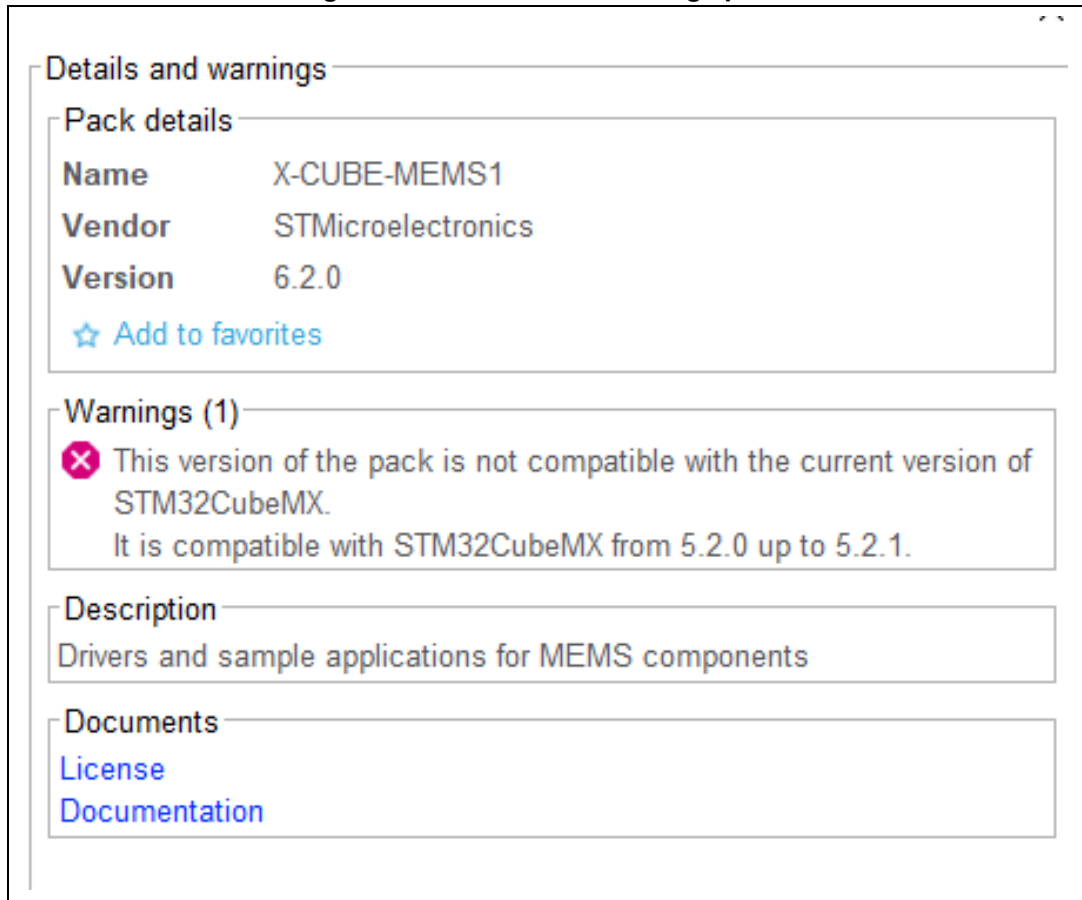 Details and warnings
Pack details
Name X-CUBE-MEMS1
Vendor STMicroelectronics
Version 6.2.0
Add to favorites
Warnings (1)
This version of the pack is not compatible with the current version of
STM32CubeMX.
It is compatible with STM32CubeMX from 5.2.0 up to 5.2.1.
Description
Drivers and sample applications for MEMS components
Documents
License
Documentation